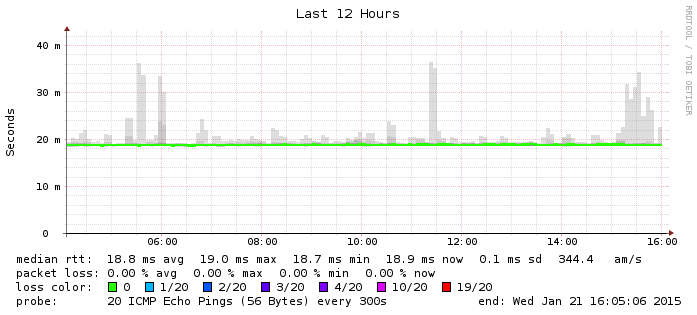 Last 12 Hours
RRDTOOL / TOBI OETIKER
Seconds
40 m
30 m
20 m
10 m
0
06:00 08:00 10:00 12:00 14:00 16:00
median rtt: 18.8 ms avg 19.0 ms max 18.7 ms min 18.9 ms now 0.1 ms sd 344.4 am/s
packet loss: 0.00 % avg 0.00 % max 0.00 % min 0.00 % now
loss color: 0 1/20 2/20 3/20 4/20 10/20 19/20
probe: 20 ICMP Echo Pings (56 Bytes) every 300s end: Wed Jan 21 16:05:06 2015